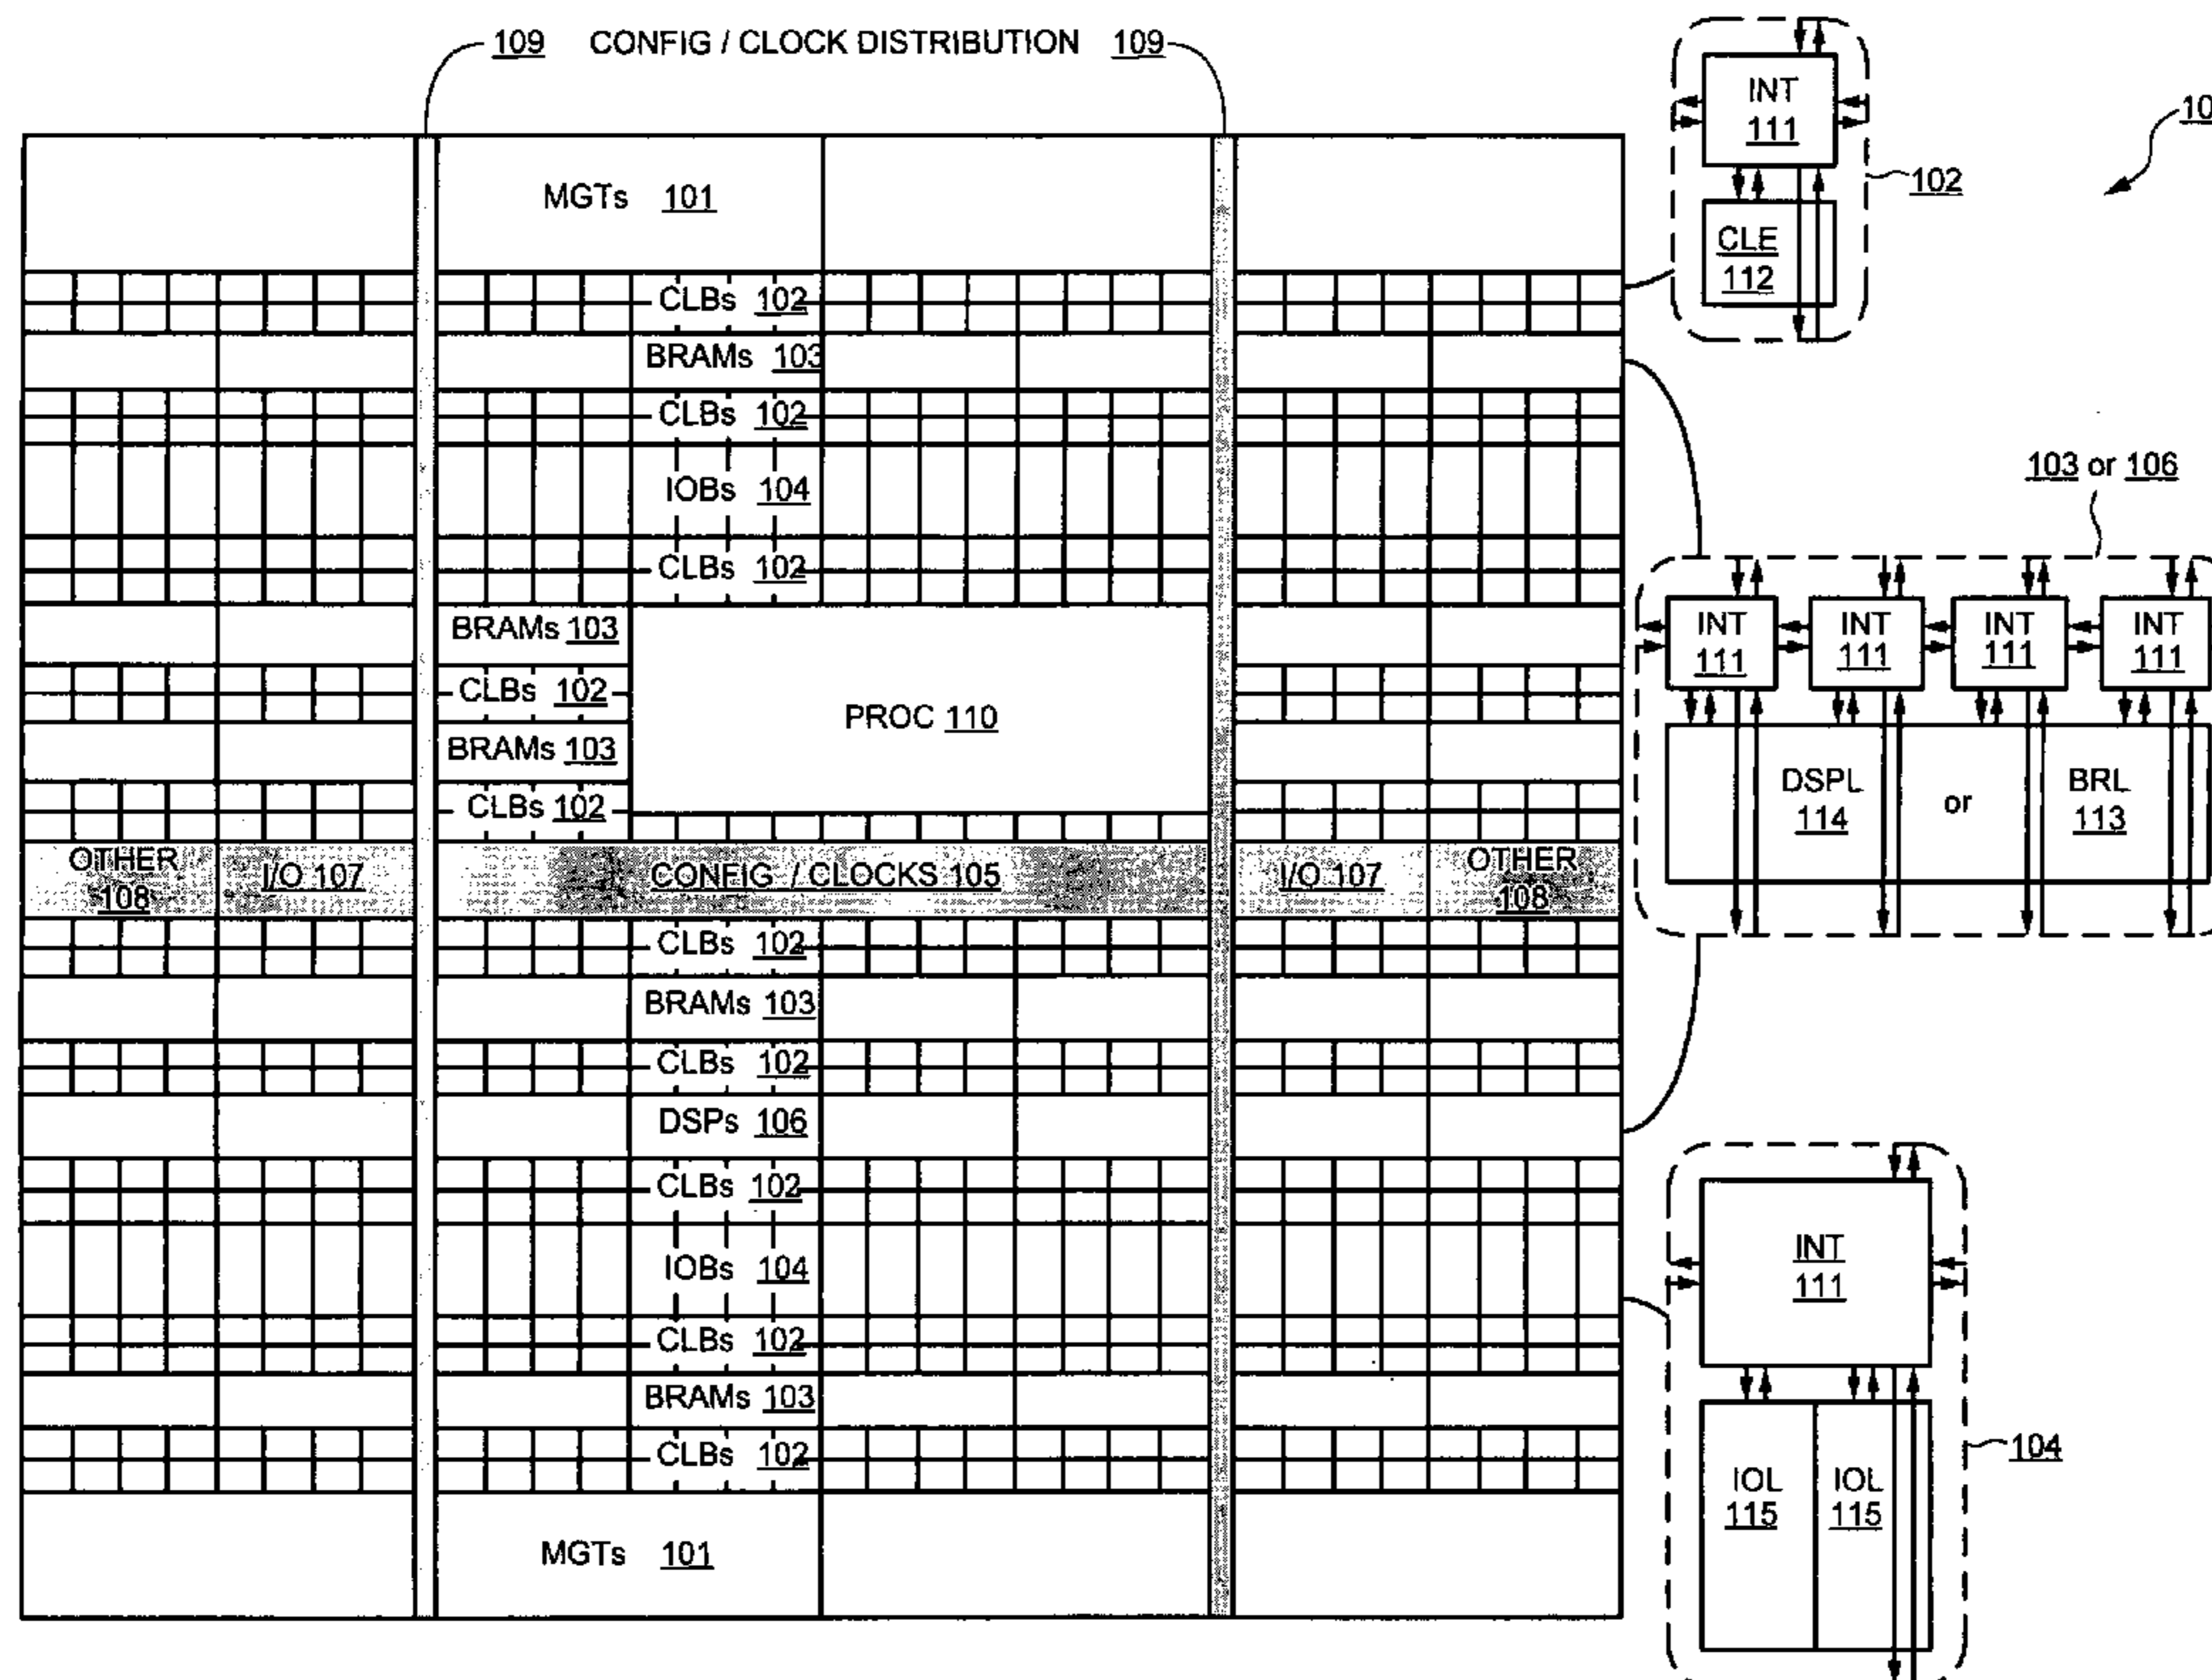 109 CONFIG / CLOCK DISTRIBUTION 109
MGTs 101
CLBs 102
BRAMs 103
CLBs 102
IOBs 104
CLBs 102
BRAMs 103
CLBs 102
BRAMs 103
CLBs 102
PROC 110
OTHER
108
I/O 107
CONFIG / CLOCKS 105
I/O 107
OTHER
108
CLBs 102
BRAMs 103
CLBs 102
DSPs 106
CLBs 102
IOBs 104
CLBs 102
BRAMs 103
CLBs 102
MGTs 101
INT
111
CLE
112
102
103 or 106
INT
111
INT
111
INT
111
INT
111
DSPL
114
or
BRL
113
INT
111
IOL
115
IOL
115
104